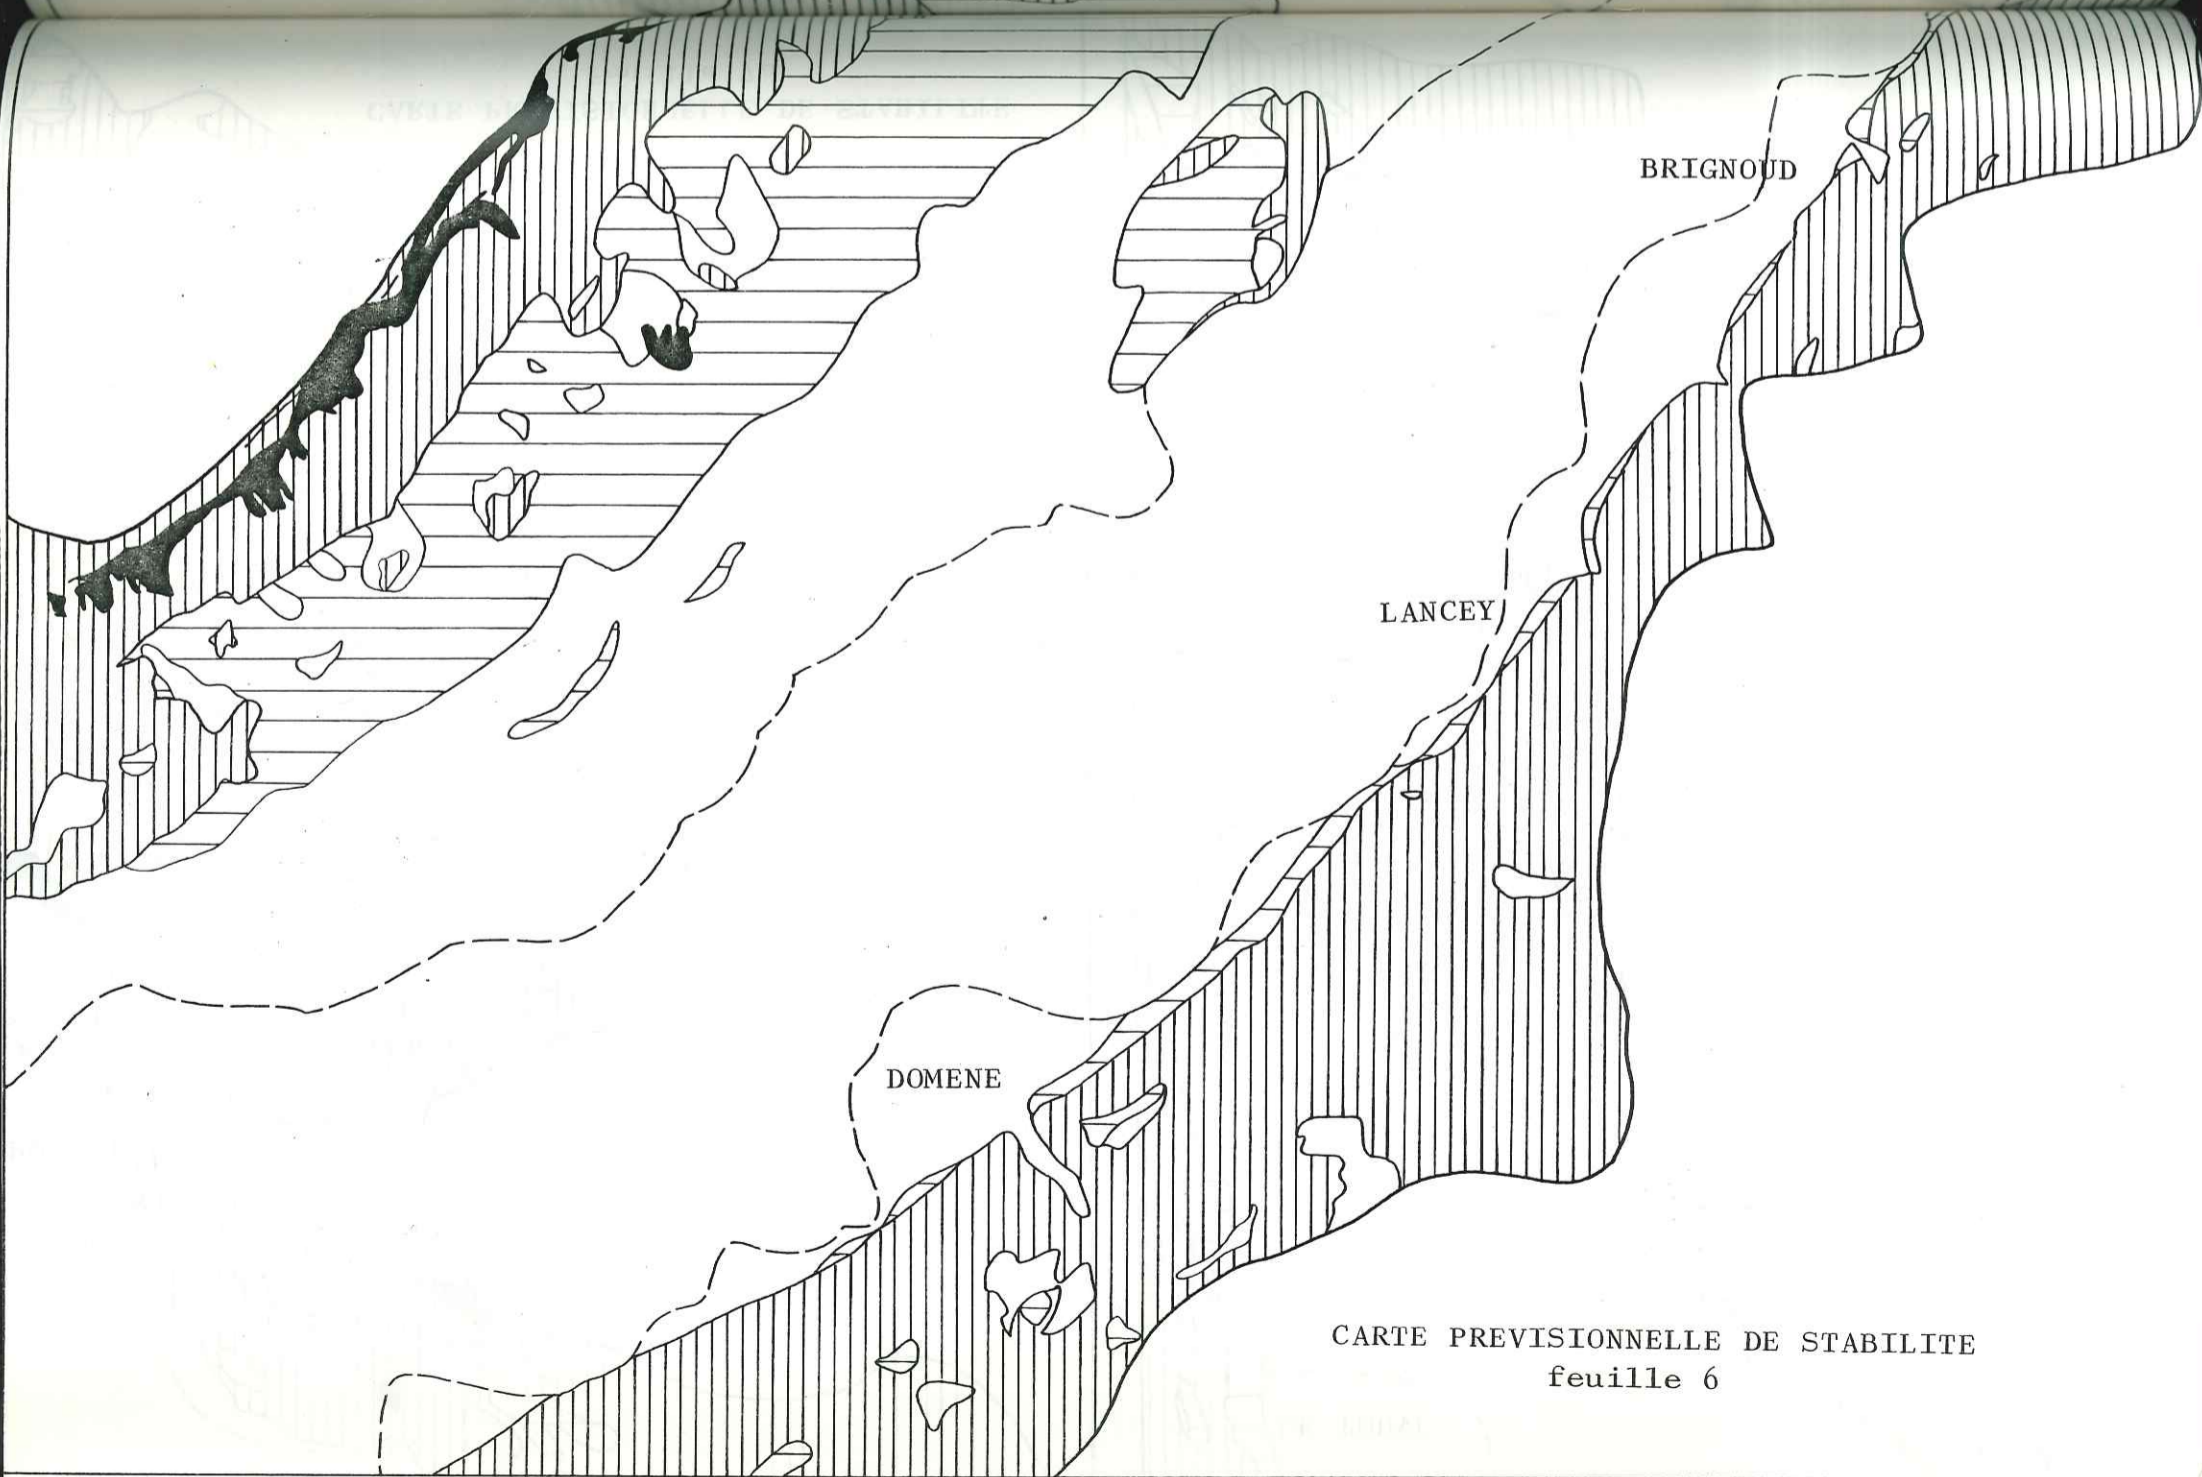 BRIGNOUD
LANCEY
DOMENE
CARTE PREVISIONNELLE DE STABILITE
feuille 6